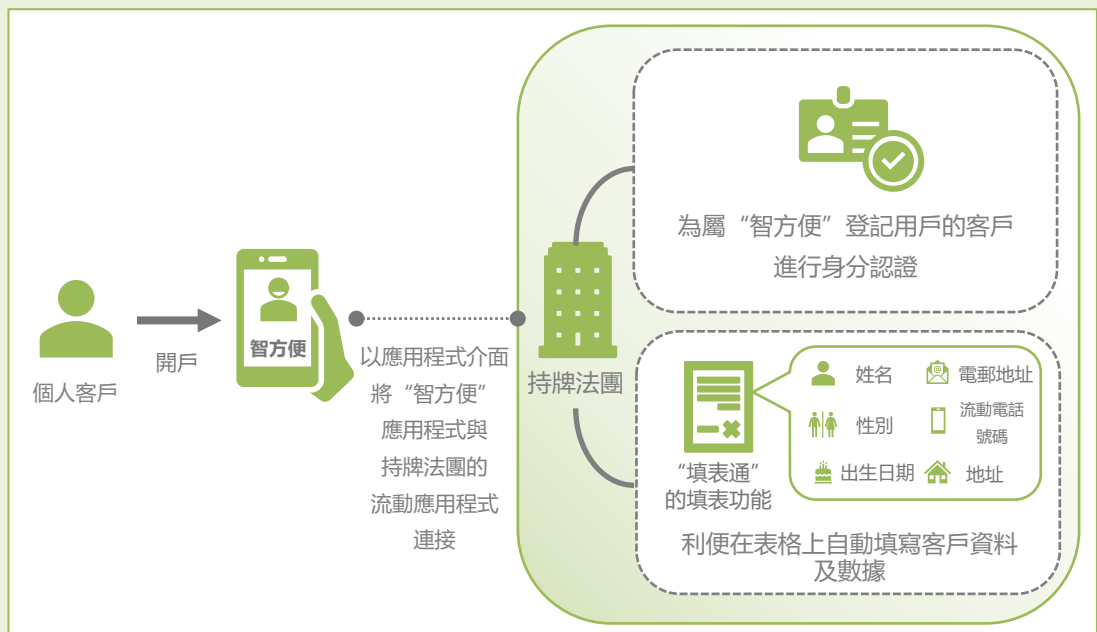 個人客戶
開戶
智方便
以應用程式介面
將“智方便”
應用程式與
持牌法團的
流動應用程式
連接
持牌法團
為屬“智方便”登記用戶的客戶
進行身分認證
“填表通”
的填表功能
姓名
電郵地址
性別
流動電話
號碼
出生日期
地址
利便在表格上自動填寫客戶資料
及數據